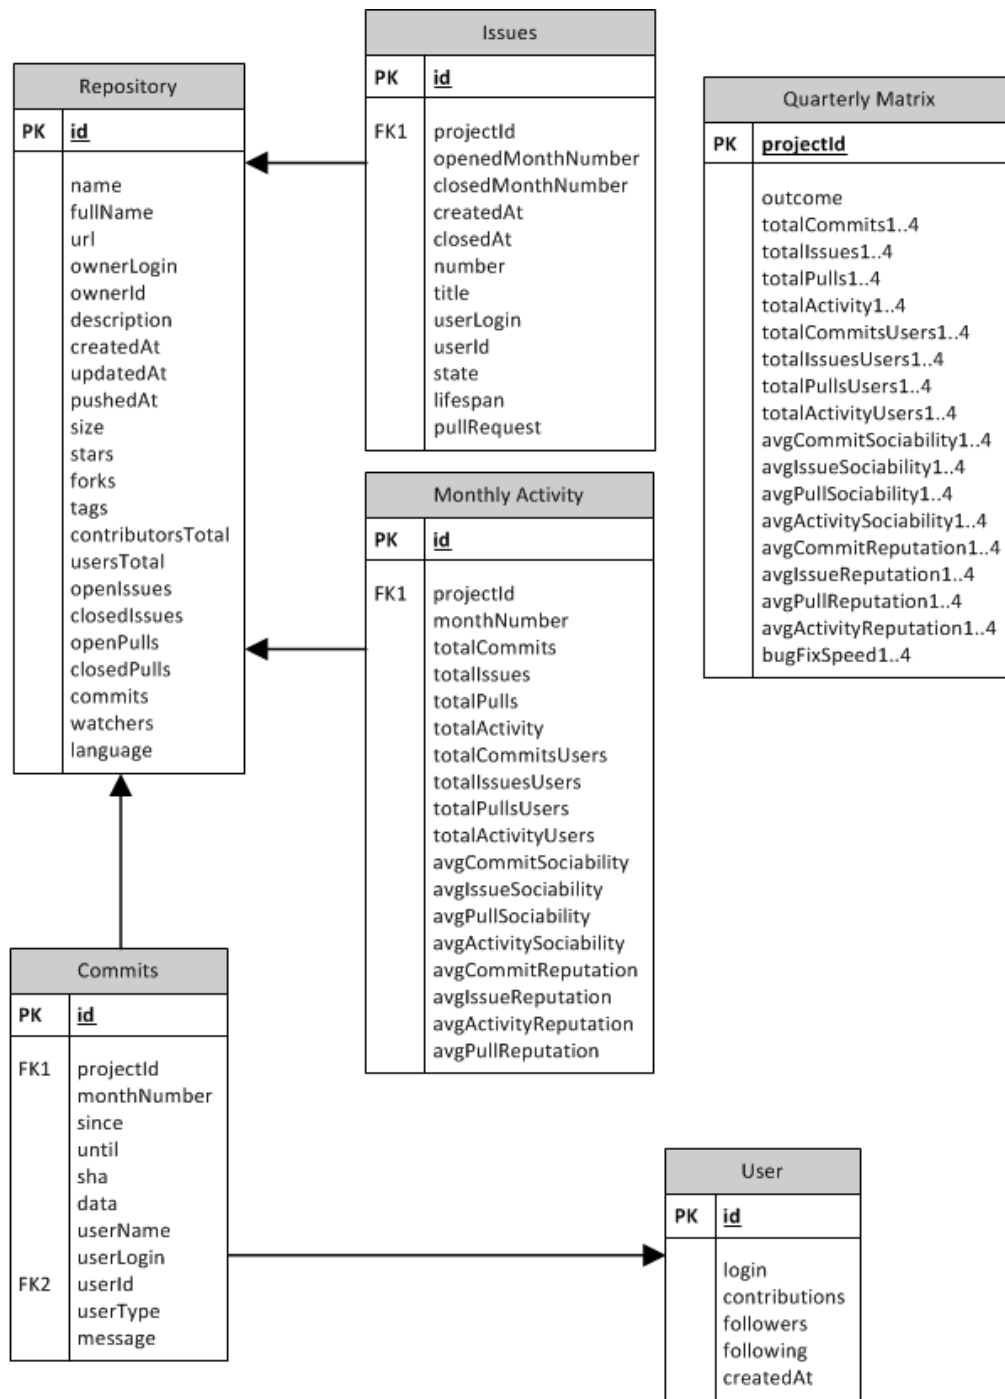 Issues
PK id
FK1 projectId
openedMonthNumber
closedMonthNumber
createdAt
closedAt
number
title
userLogin
userId
state
lifespan
pullRequest
Repository
PK id
name
fullName
url
ownerLogin
ownerId
description
createdAt
updatedAt
pushedAt
size
stars
forks
tags
contributorsTotal
usersTotal
openIssues
closedIssues
openPulls
closedPulls
commits
watchers
language
Quarterly Matrix
PK projectId
outcome
totalCommits1..4
totalIssues1..4
totalPulls1..4
totalActivity1..4
totalCommitsUsers1..4
totalIssuesUsers1..4
totalPullsUsers1..4
totalActivityUsers1..4
avgCommitSociability1..4
avgIssueSociability1..4
avgPullSociability1..4
avgActivitySociability1..4
avgCommitReputation1..4
avgIssueReputation1..4
avgPullReputation1..4
avgActivityReputation1..4
bugFixSpeed1..4
Monthly Activity
PK id
FK1 projectId
monthNumber
totalCommits
totalIssues
totalPulls
totalActivity
totalCommitsUsers
totalIssuesUsers
totalPullsUsers
totalActivityUsers
avgCommitSociability
avgIssueSociability
avgPullSociability
avgActivitySociability
avgCommitReputation
avgIssueReputation
avgActivityReputation
avgPullReputation
Commits
PK id
FK1 projectId
monthNumber
since
until
sha
data
userName
userLogin
FK2 userId
userType
message
User
PK id
login
contributions
followers
following
createdAt